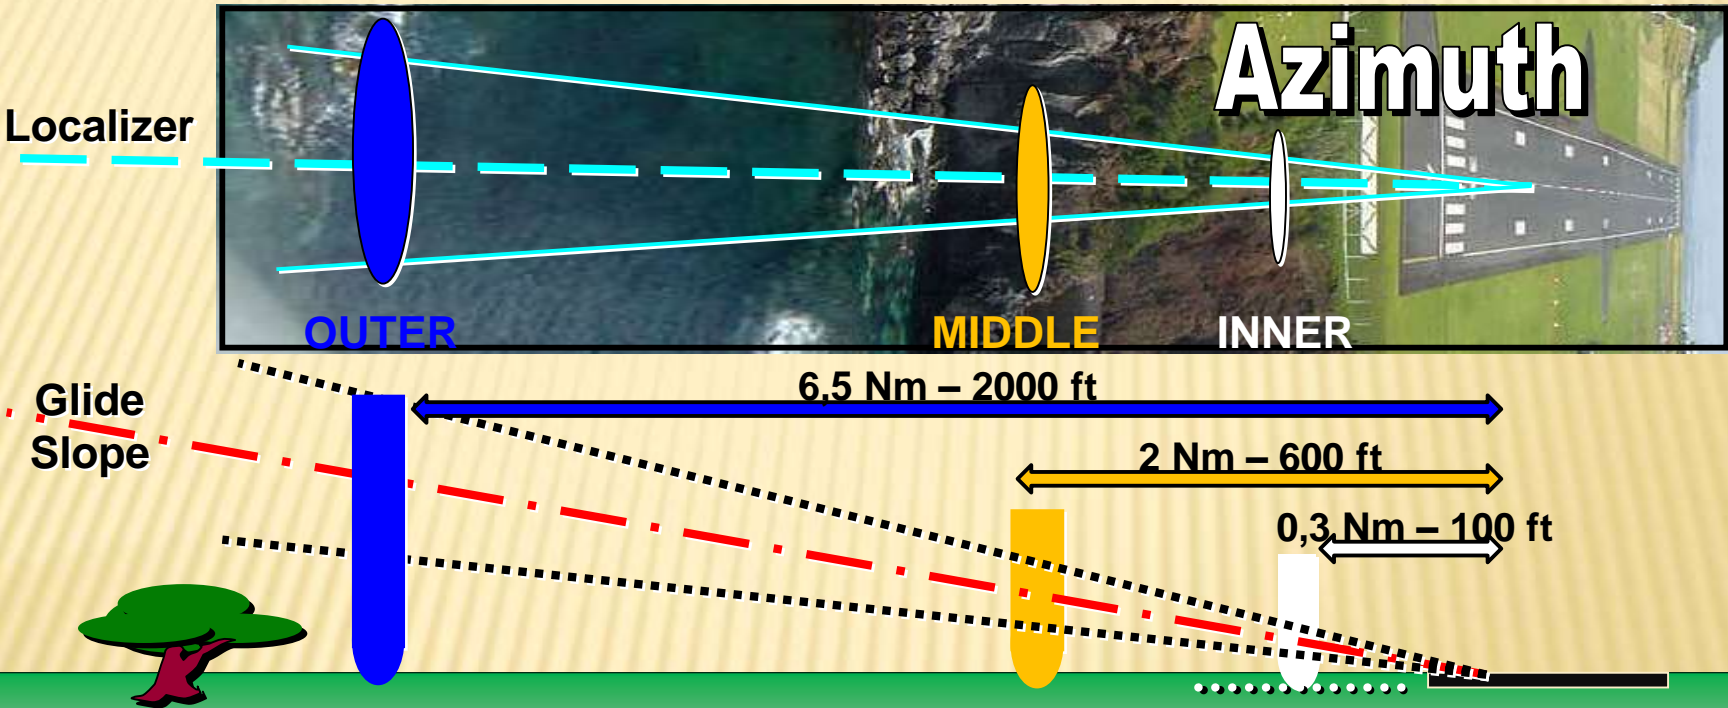 Azimuth
Localizer
OUTER
MIDDLE
INNER
Glide
Slope
6,5 Nm – 2000 ft
2 Nm – 600 ft
0,3 Nm – 100 ft